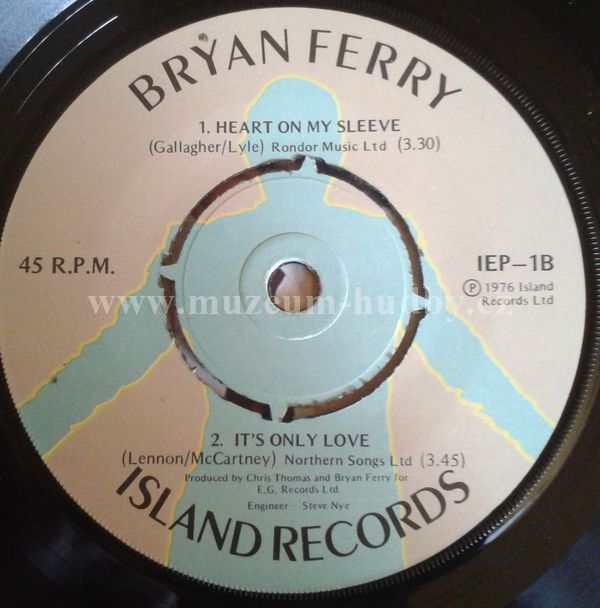 BRYAN FERRY
1. HEART ON MY SLEEVE
(Gallagher/Lyle) Rondor Music Ltd (3.30)
45 R.P.M.
IEP-1B
Ⓟ 1976 Island
Records Ltd
www.muzeum-hudby.cz
2. IT'S ONLY LOVE
(Lennon/McCartney) Northern Songs Ltd (3.45)
Produced by Chris Thomas and Bryan Ferry for
E.G. Records Ltd
Engineer - Steve Nye
ISLAND RECORDS